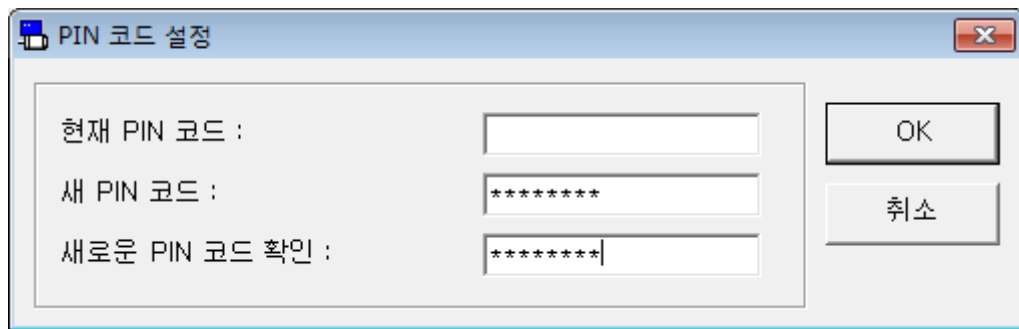 PIN 코드 설정
현재 PIN 코드 :
OK
새 PIN 코드 : ********
취소
새로운 PIN 코드 확인 : ********